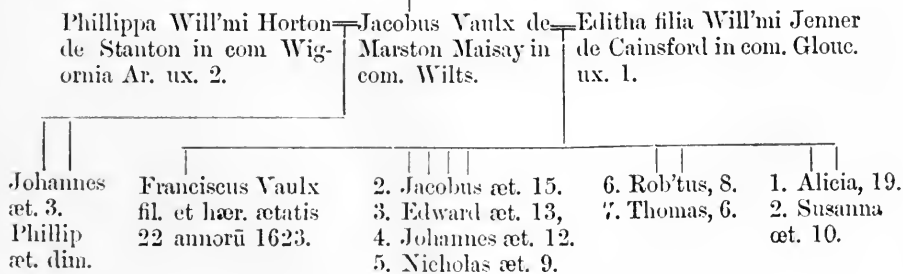 Phillippa Will'mi Horton
de Stanton in com Wig-
ornia Ar. ux. 2.
Jacobus Vaulx de
Marston Maisay in
com. Wilts.
Editha filia Will'mi Jenner
de Cainsford in com. Glouc.
ux. 1.
Johannes
æt. 3.
Phillip
æt. dim.
Franciscus Vaulx
fil. et hær. ætatis
22 annorū 1623.
2. Jacobus æt. 15.
3. Edward æt. 13,
4. Johannes æt. 12.
5. Nicholas æt. 9.
6. Rob'tus, 8.
7. Thomas, 6.
1. Alicia, 19.
2. Susanna
œt. 10.